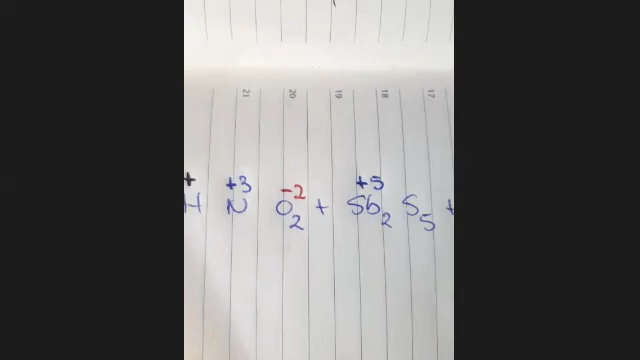 21 20 19 18 17
+ +3 -2 +5
H N O₂ + Sb₂ S₅ +